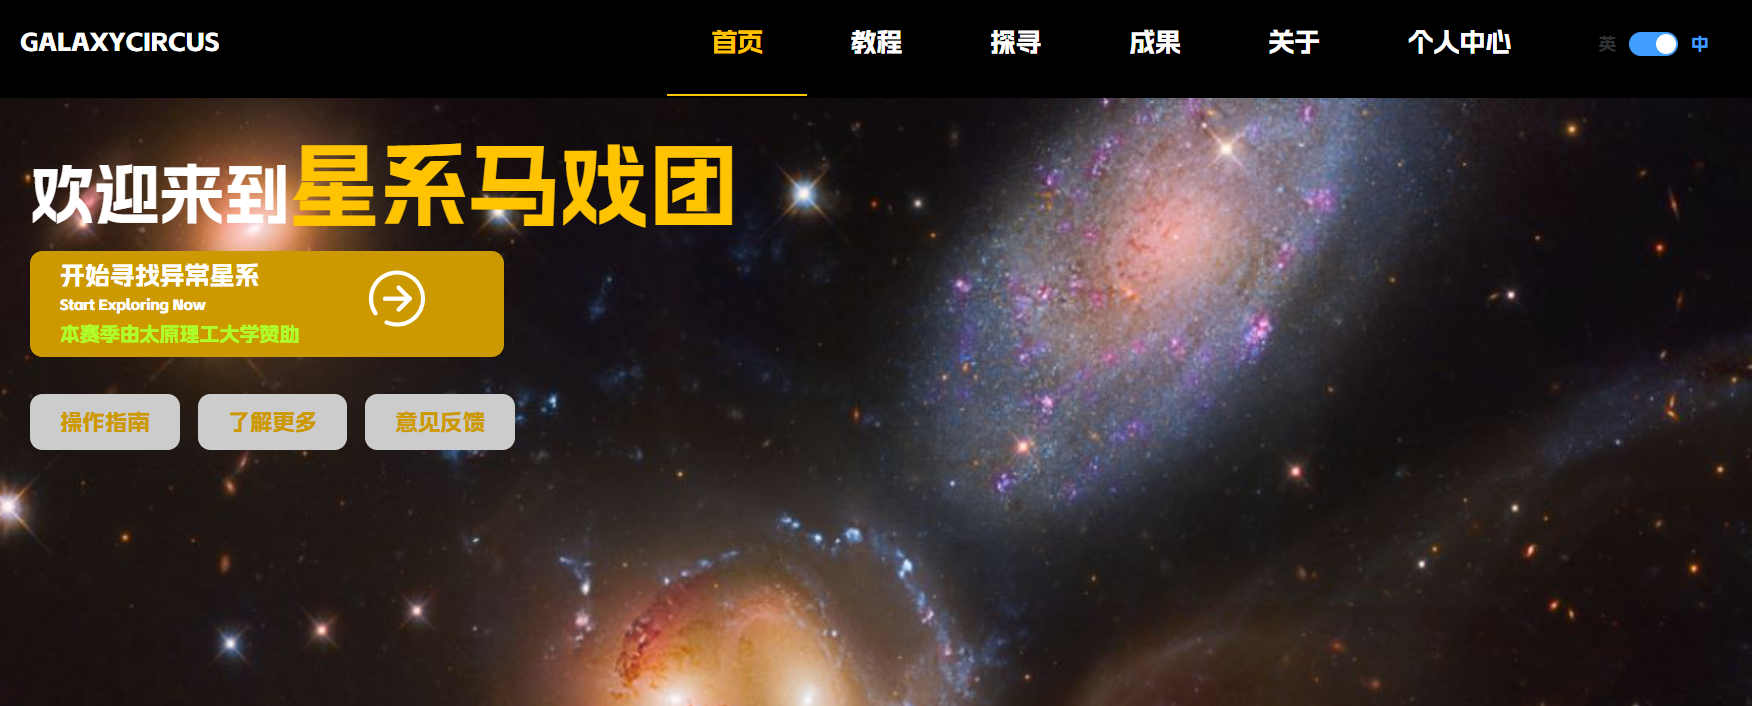 GALAXYCIRCUS
首页 教程 探寻 成果 关于 个人中心 英 中
欢迎来到星系马戏团
开始寻找异常星系
Start Exploring Now
本赛季由太原理工大学赞助
操作指南 了解更多 意见反馈